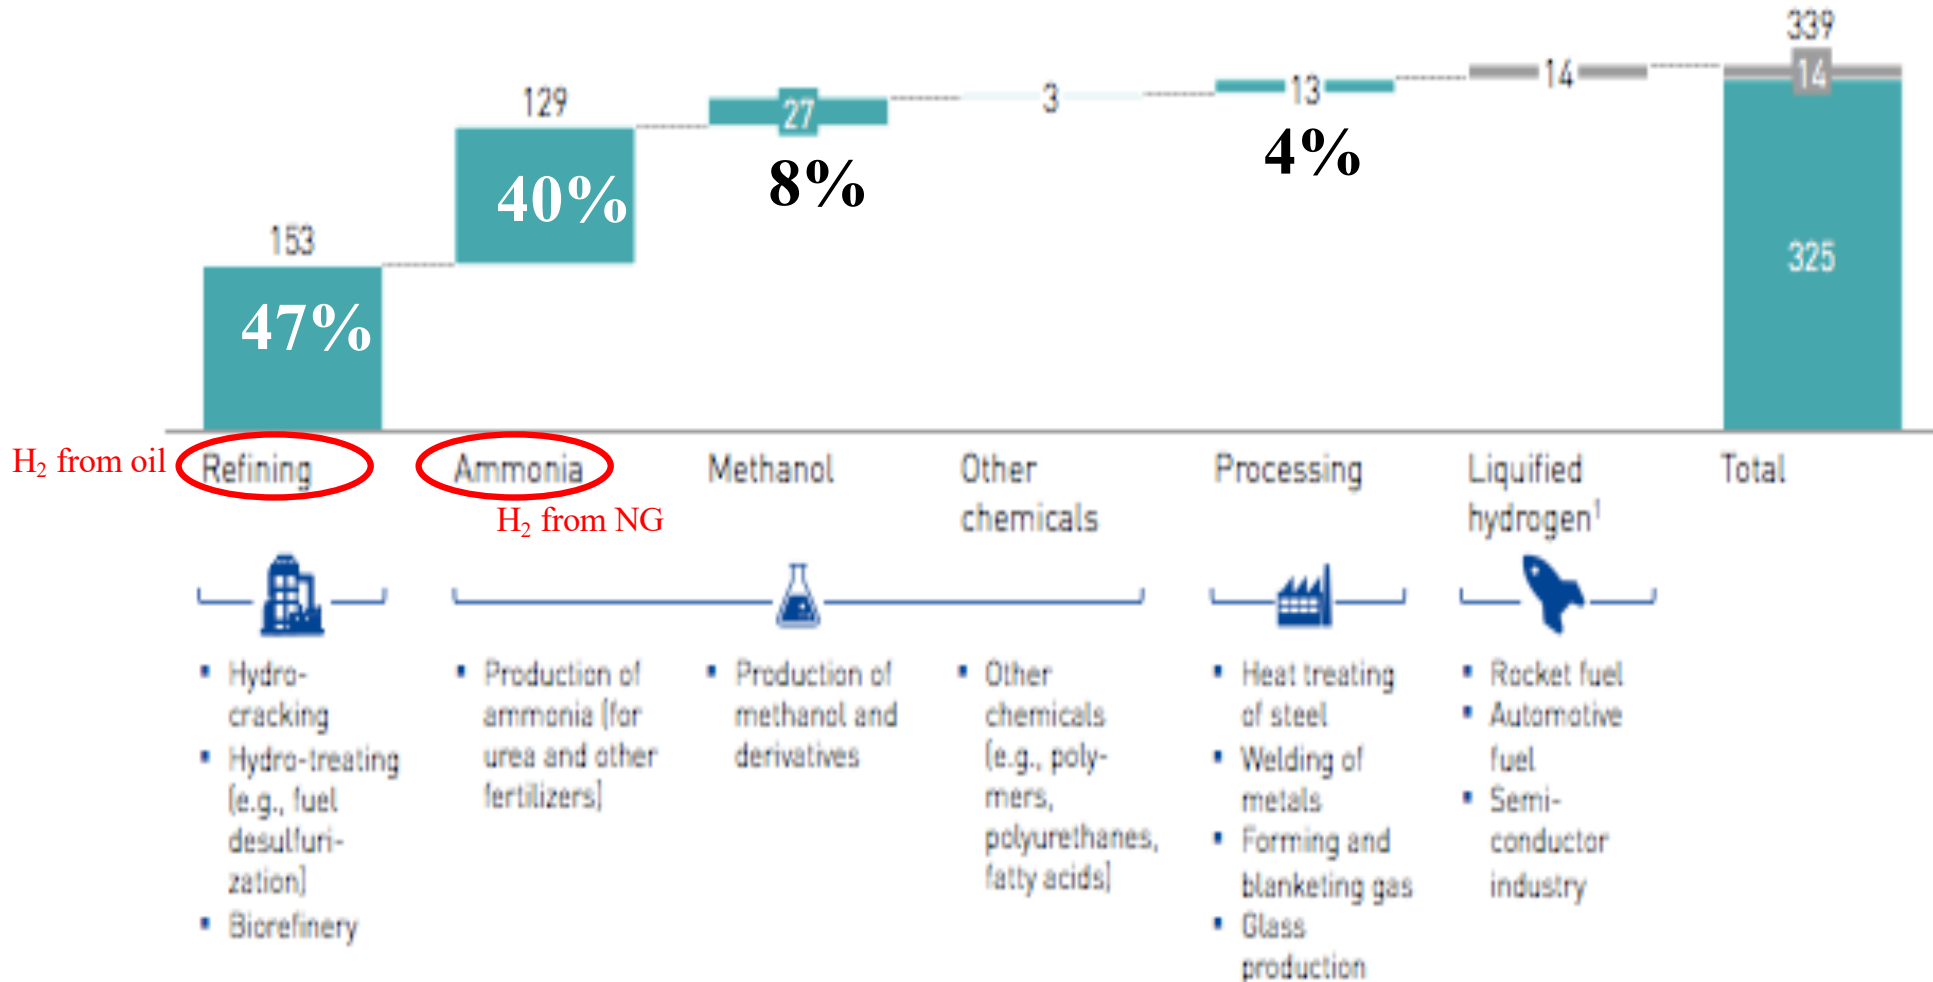 339
14
129
27
3
13
14
4%
40%
8%
153
325
47%
H₂ from oil
Refining
Ammonia
Methanol
Other
chemicals
Processing
Liquified
hydrogen¹
Total
H₂ from NG
▪ Hydro-
cracking
▪ Hydro-treating
(e.g., fuel
desulfuri-
zation)
▪ Biorefinery
▪ Production of
ammonia (for
urea and other
fertilizers)
▪ Production of
methanol and
derivatives
▪ Other
chemicals
(e.g., poly-
mers,
polyurethanes,
fatty acids)
▪ Heat treating
of steel
▪ Welding of
metals
▪ Forming and
blanketing gas
▪ Glass
production
▪ Rocket fuel
▪ Automotive
fuel
▪ Semi-
conductor
industry